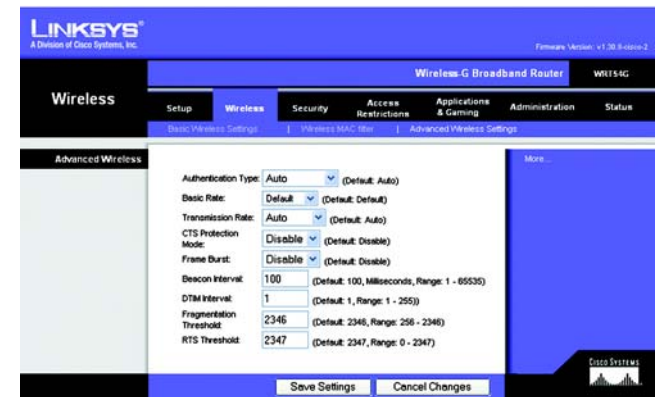 LINKSYS®
A Division of Cisco Systems, Inc.
Firmware Version: v1.30.8-cisco-2
Wireless-G Broadband Router WRT54G
Wireless
Setup Wireless Security Access Restrictions Applications & Gaming Administration Status
Basic Wireless Settings | Wireless MAC filter | Advanced Wireless Settings
Advanced Wireless
More...
Authentication Type: Auto (Default: Auto)
Basic Rate: Default (Default: Default)
Transmission Rate: Auto (Default: Auto)
CTS Protection Mode: Disable (Default: Disable)
Frame Burst: Disable (Default: Disable)
Beacon Interval: 100 (Default: 100, Milliseconds, Range: 1 - 65535)
DTIM Interval: 1 (Default: 1, Range: 1 - 255))
Fragmentation Threshold: 2346 (Default: 2346, Range: 256 - 2346)
RTS Threshold: 2347 (Default: 2347, Range: 0 - 2347)
Save Settings Cancel Changes
CISCO SYSTEMS